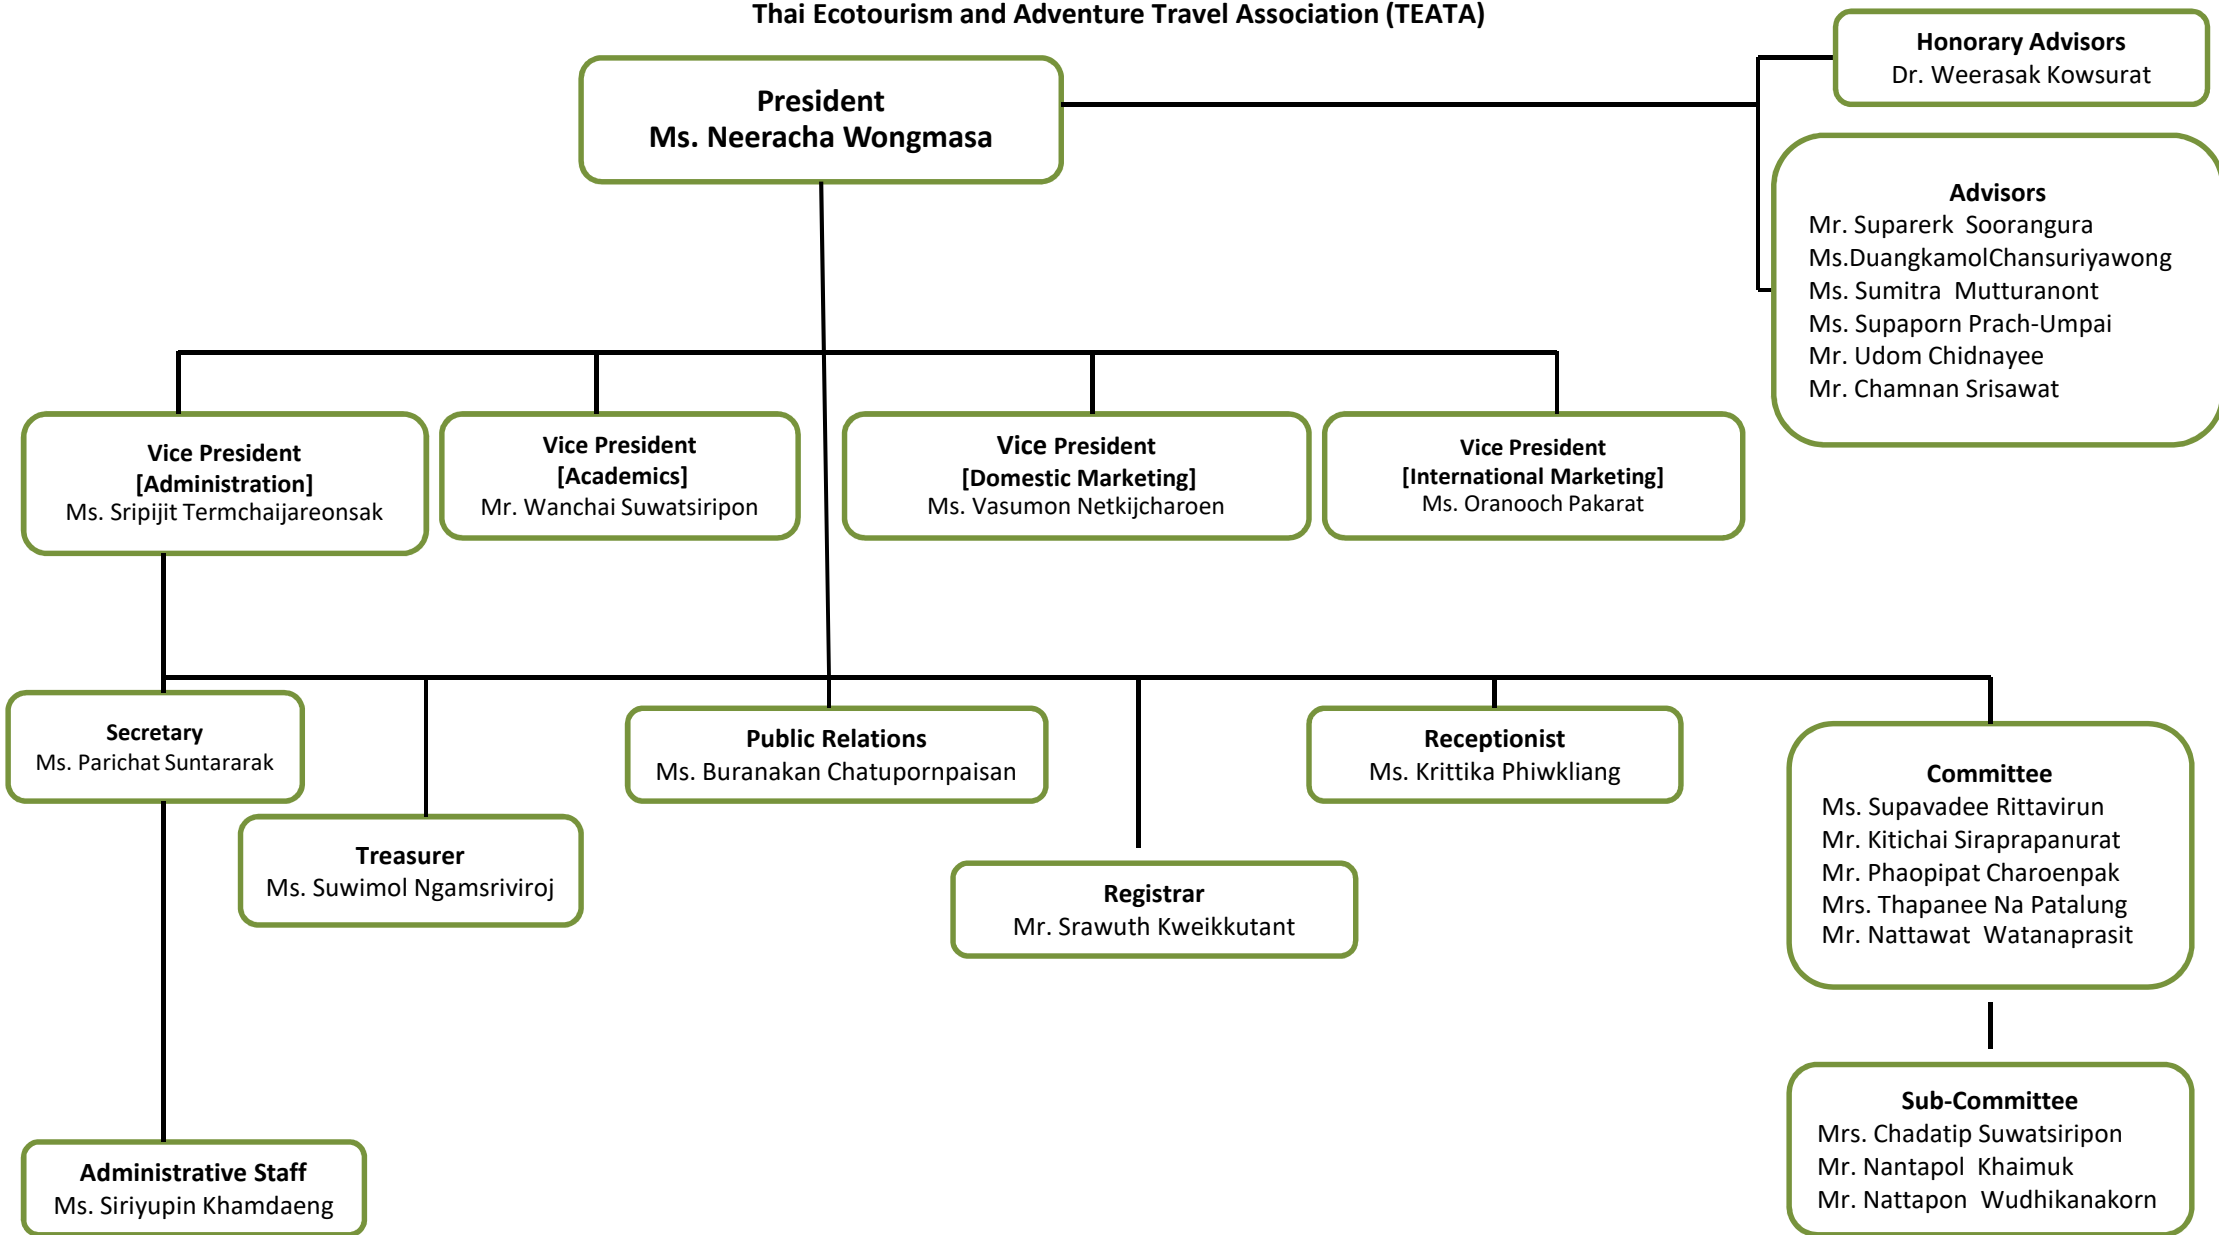 Thai Ecotourism and Adventure Travel Association (TEATA)
President
Ms. Neeracha Wongmasa
Honorary Advisors
Dr. Weerasak Kowsurat
Advisors
Mr. Suparerk  Soorangura
Ms.DuangkamolChansuriyawong
Ms. Sumitra  Mutturanont
Ms. Supaporn Prach-Umpai
Mr. Udom Chidnayee
Mr. Chamnan Srisawat
Vice President
[Administration]
Ms. Sripijit Termchaijareonsak
Vice President
[Academics]
Mr. Wanchai Suwatsiripon
Vice President
[Domestic Marketing]
Ms. Vasumon Netkijcharoen
Vice President
[International Marketing]
Ms. Oranooch Pakarat
Secretary
Ms. Parichat Suntararak
Treasurer
Ms. Suwimol Ngamsriviroj
Public Relations
Ms. Buranakan Chatupornpaisan
Registrar
Mr. Srawuth Kweikkutant
Receptionist
Ms. Krittika Phiwkliang
Committee
Ms. Supavadee Rittavirun
Mr. Kitichai Siraprapanurat
Mr. Phaopipat Charoenpak
Mrs. Thapanee Na Patalung
Mr. Nattawat  Watanaprasit
Administrative Staff
Ms. Siriyupin Khamdaeng
Sub-Committee
Mrs. Chadatip Suwatsiripon
Mr. Nantapol  Khaimuk
Mr. Nattapon  Wudhikanakorn